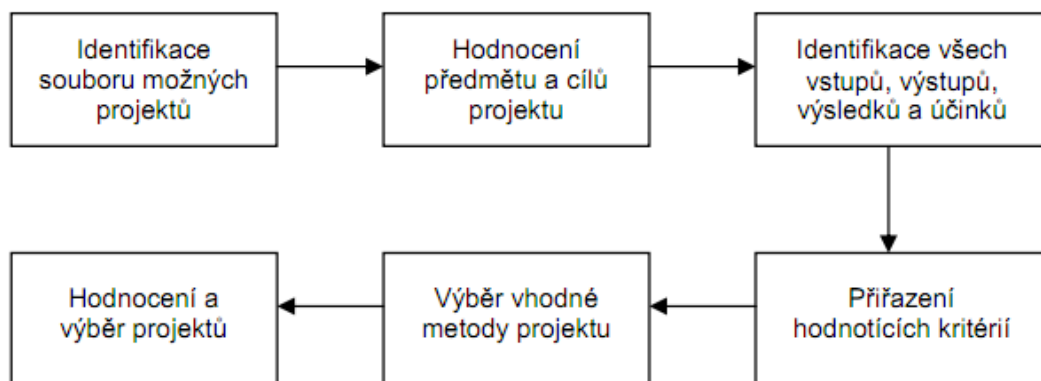 Identifikace
souboru možných
projektů
Hodnocení
předmětu a cílů
projektu
Identifikace všech
vstupů, výstupů,
výsledků a účinků
Přiřazení
hodnotících kritérií
Výběr vhodné
metody projektu
Hodnocení a
výběr projektů